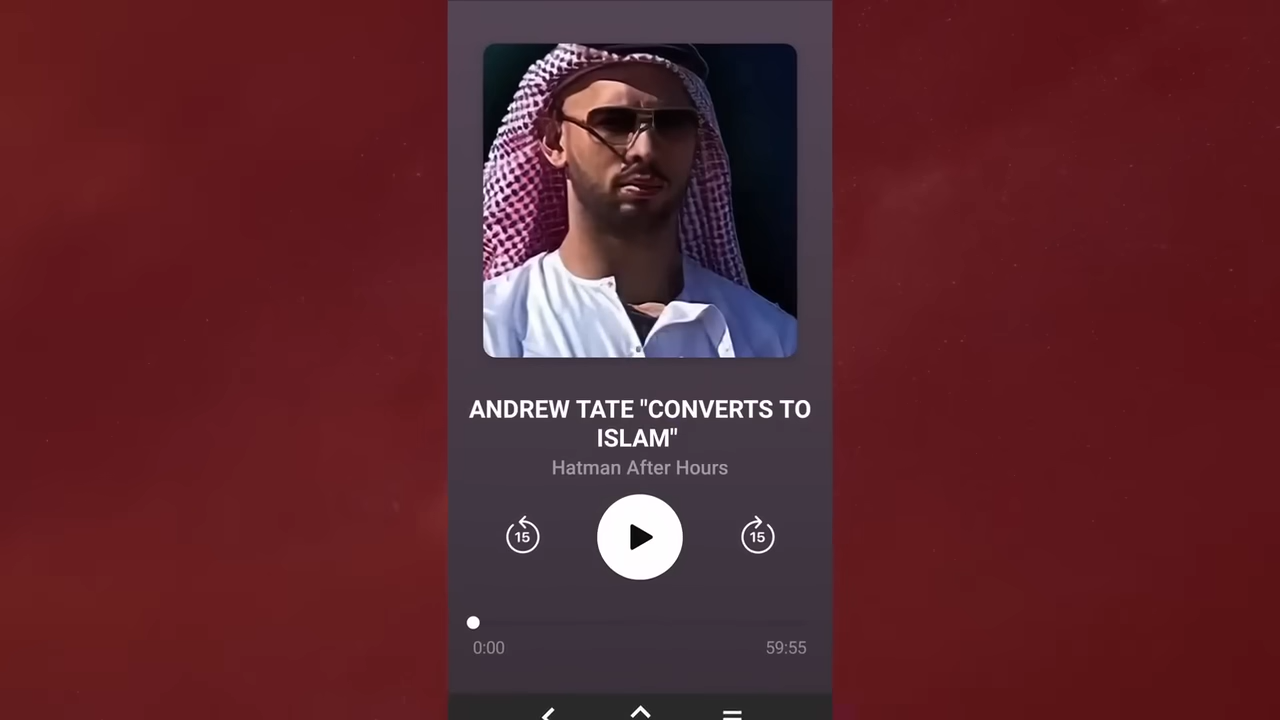 ANDREW TATE "CONVERTS TO
ISLAM"
Hatman After Hours
15
15
0:00
59:55